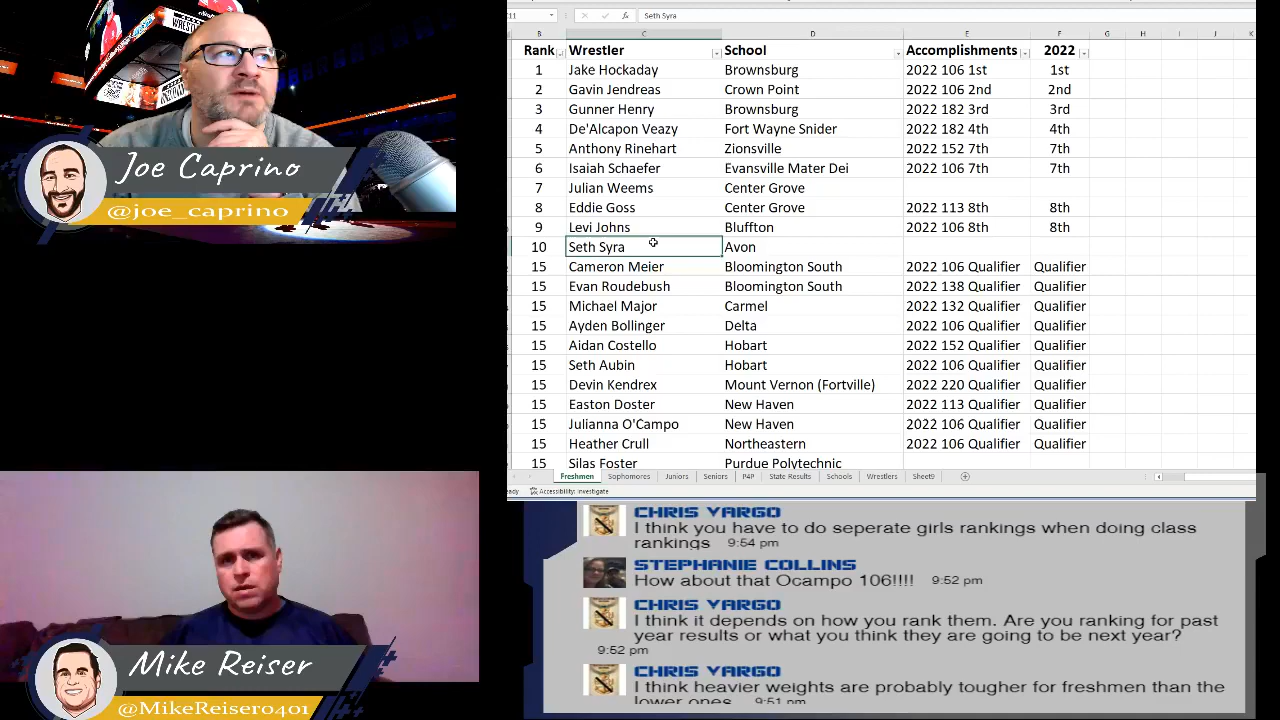 Joe Caprino
@joe_caprino
Seth Syra
B C D E F G H I J K
Rank Wrestler School Accomplishments 2022
1 Jake Hockaday Brownsburg 2022 106 1st 1st
2 Gavin Jendreas Crown Point 2022 106 2nd 2nd
3 Gunner Henry Brownsburg 2022 182 3rd 3rd
4 De'Alcapon Veazy Fort Wayne Snider 2022 182 4th 4th
5 Anthony Rinehart Zionsville 2022 152 7th 7th
6 Isaiah Schaefer Evansville Mater Dei 2022 106 7th 7th
7 Julian Weems Center Grove
8 Eddie Goss Center Grove 2022 113 8th 8th
9 Levi Johns Bluffton 2022 106 8th 8th
10 Seth Syra Avon
15 Cameron Meier Bloomington South 2022 106 Qualifier Qualifier
15 Evan Roudebush Bloomington South 2022 138 Qualifier Qualifier
15 Michael Major Carmel 2022 132 Qualifier Qualifier
15 Ayden Bollinger Delta 2022 106 Qualifier Qualifier
15 Aidan Costello Hobart 2022 152 Qualifier Qualifier
15 Seth Aubin Hobart 2022 106 Qualifier Qualifier
15 Devin Kendrex Mount Vernon (Fortville) 2022 220 Qualifier Qualifier
15 Easton Doster New Haven 2022 113 Qualifier Qualifier
15 Julianna O'Campo New Haven 2022 106 Qualifier Qualifier
15 Heather Crull Northeastern 2022 106 Qualifier Qualifier
15 Silas Foster Purdue Polytechnic
Freshmen Sophomores Juniors Seniors P4P State Results Schools Wrestlers Sheet9
Accessibility: Investigate
Mike Reiser
@MikeReiser0401
CHRIS VARGO
I think you have to do seperate girls rankings when doing class
rankings 9:54 pm
STEPHANIE COLLINS
How about that Ocampo 106!!!! 9:52 pm
CHRIS VARGO
I think it depends on how you rank them. Are you ranking for past
year results or what you think they are going to be next year?
9:52 pm
CHRIS VARGO
I think heavier weights are probably tougher for freshmen than the
lower ones 9:51 pm